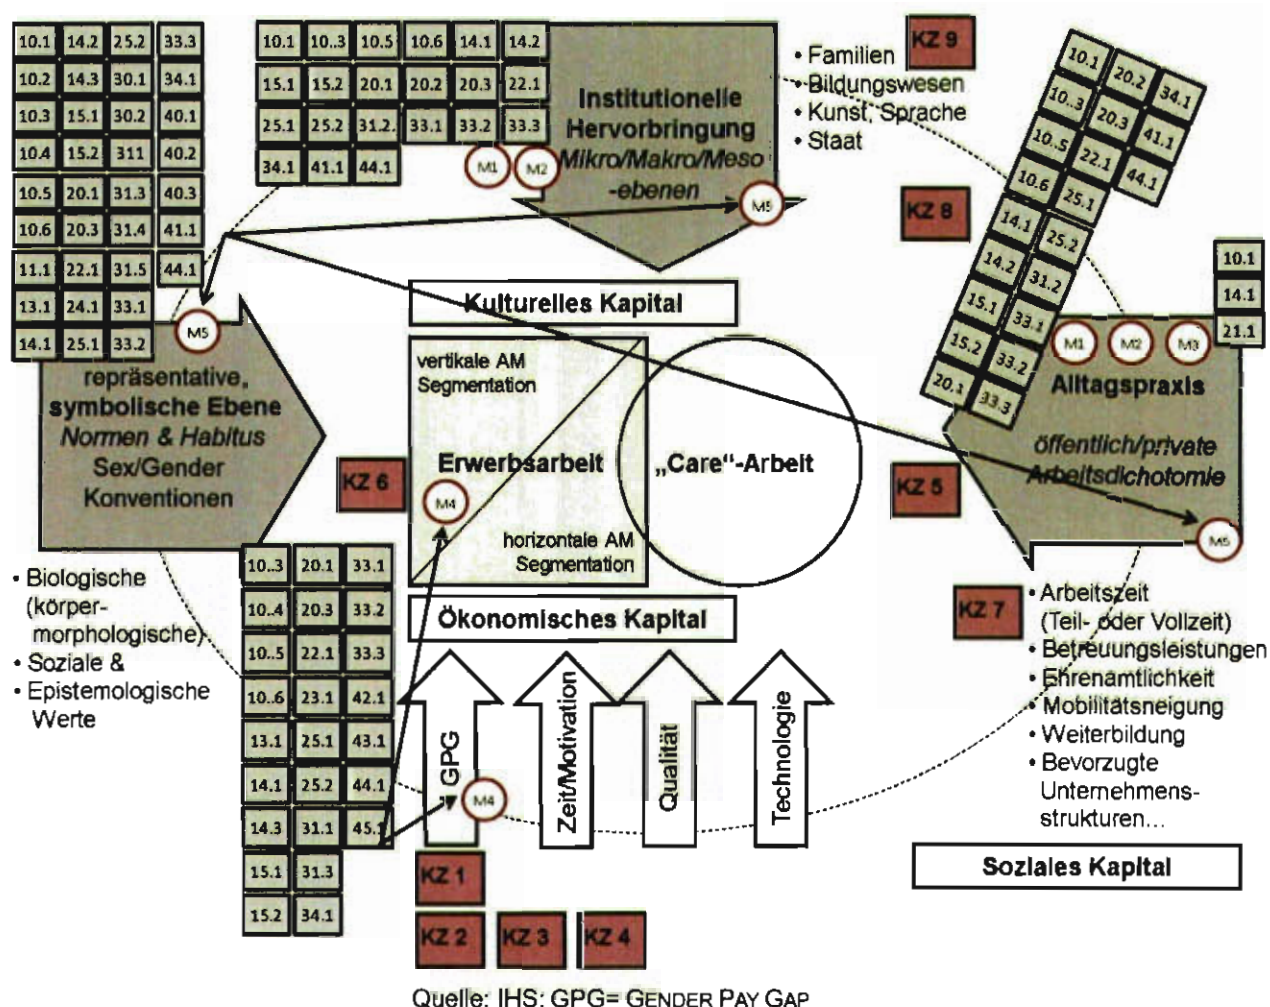 10.1 14.2 25.2 33.3
10.2 14.3 30.1 34.1
10.3 15.1 30.2 40.1
10.4 15.2 311 40.2
10.5 20.1 31.3 40.3
10.6 20.3 31.4 41.1
11.1 22.1 31.5 44.1
13.1 24.1 33.1
14.1 25.1 33.2
10.1 10..3 10.5 10.6 14.1 14.2
15.1 15.2 20.1 20.2 20.3 22.1
25.1 25.2 31.2. 33.1 33.2 33.3
34.1 41.1 44.1
M1 M2
Institutionelle
Hervorbringung
Mikro/Makro/Meso
-ebenen
M5
• Familien
• Bildungswesen
• Kunst, Sprache
• Staat
KZ 9
KZ 8
10.1 20.2 34.1
10..3 20.3 41.1
10..5 22.1 44.1
10.6 25.1
14.1 25.2
14.2 31.2
15.1 33.1
15.2 33.2
20.1 33.3
10.1
14.1
21.1
M1 M2 M3
Alltagspraxis
öffentlich/private
Arbeitsdichotomie
M5
M5
repräsentative,
symbolische Ebene
Normen & Habitus
Sex/Gender
Konventionen
Kulturelles Kapital
vertikale AM
Segmentation
Erwerbsarbeit
„Care“-Arbeit
M4
horizontale AM
Segmentation
Ökonomisches Kapital
KZ 6
KZ 5
KZ 7
• Biologische
(körper-
morphologische)
• Soziale &
• Epistemologische
Werte
10..3 20.1 33.1
10..4 20.3 33.2
10..5 22.1 33.3
10..6 23.1 42.1
13.1 25.1 43.1
14.1 25.2 44.1
14.3 31.1 45.1
15.1 31.3
15.2 34.1
GPG
M4
Zeit/Motivation
Qualität
Technologie
• Arbeitszeit
(Teil- oder Vollzeit)
• Betreuungsleistungen
• Ehrenamtlichkeit
• Mobilitätsneigung
• Weiterbildung
• Bevorzugte
Unternehmens-
strukturen...
Soziales Kapital
KZ 1
KZ 2 KZ 3 KZ 4
Quelle: IHS; GPG= GENDER PAY GAP